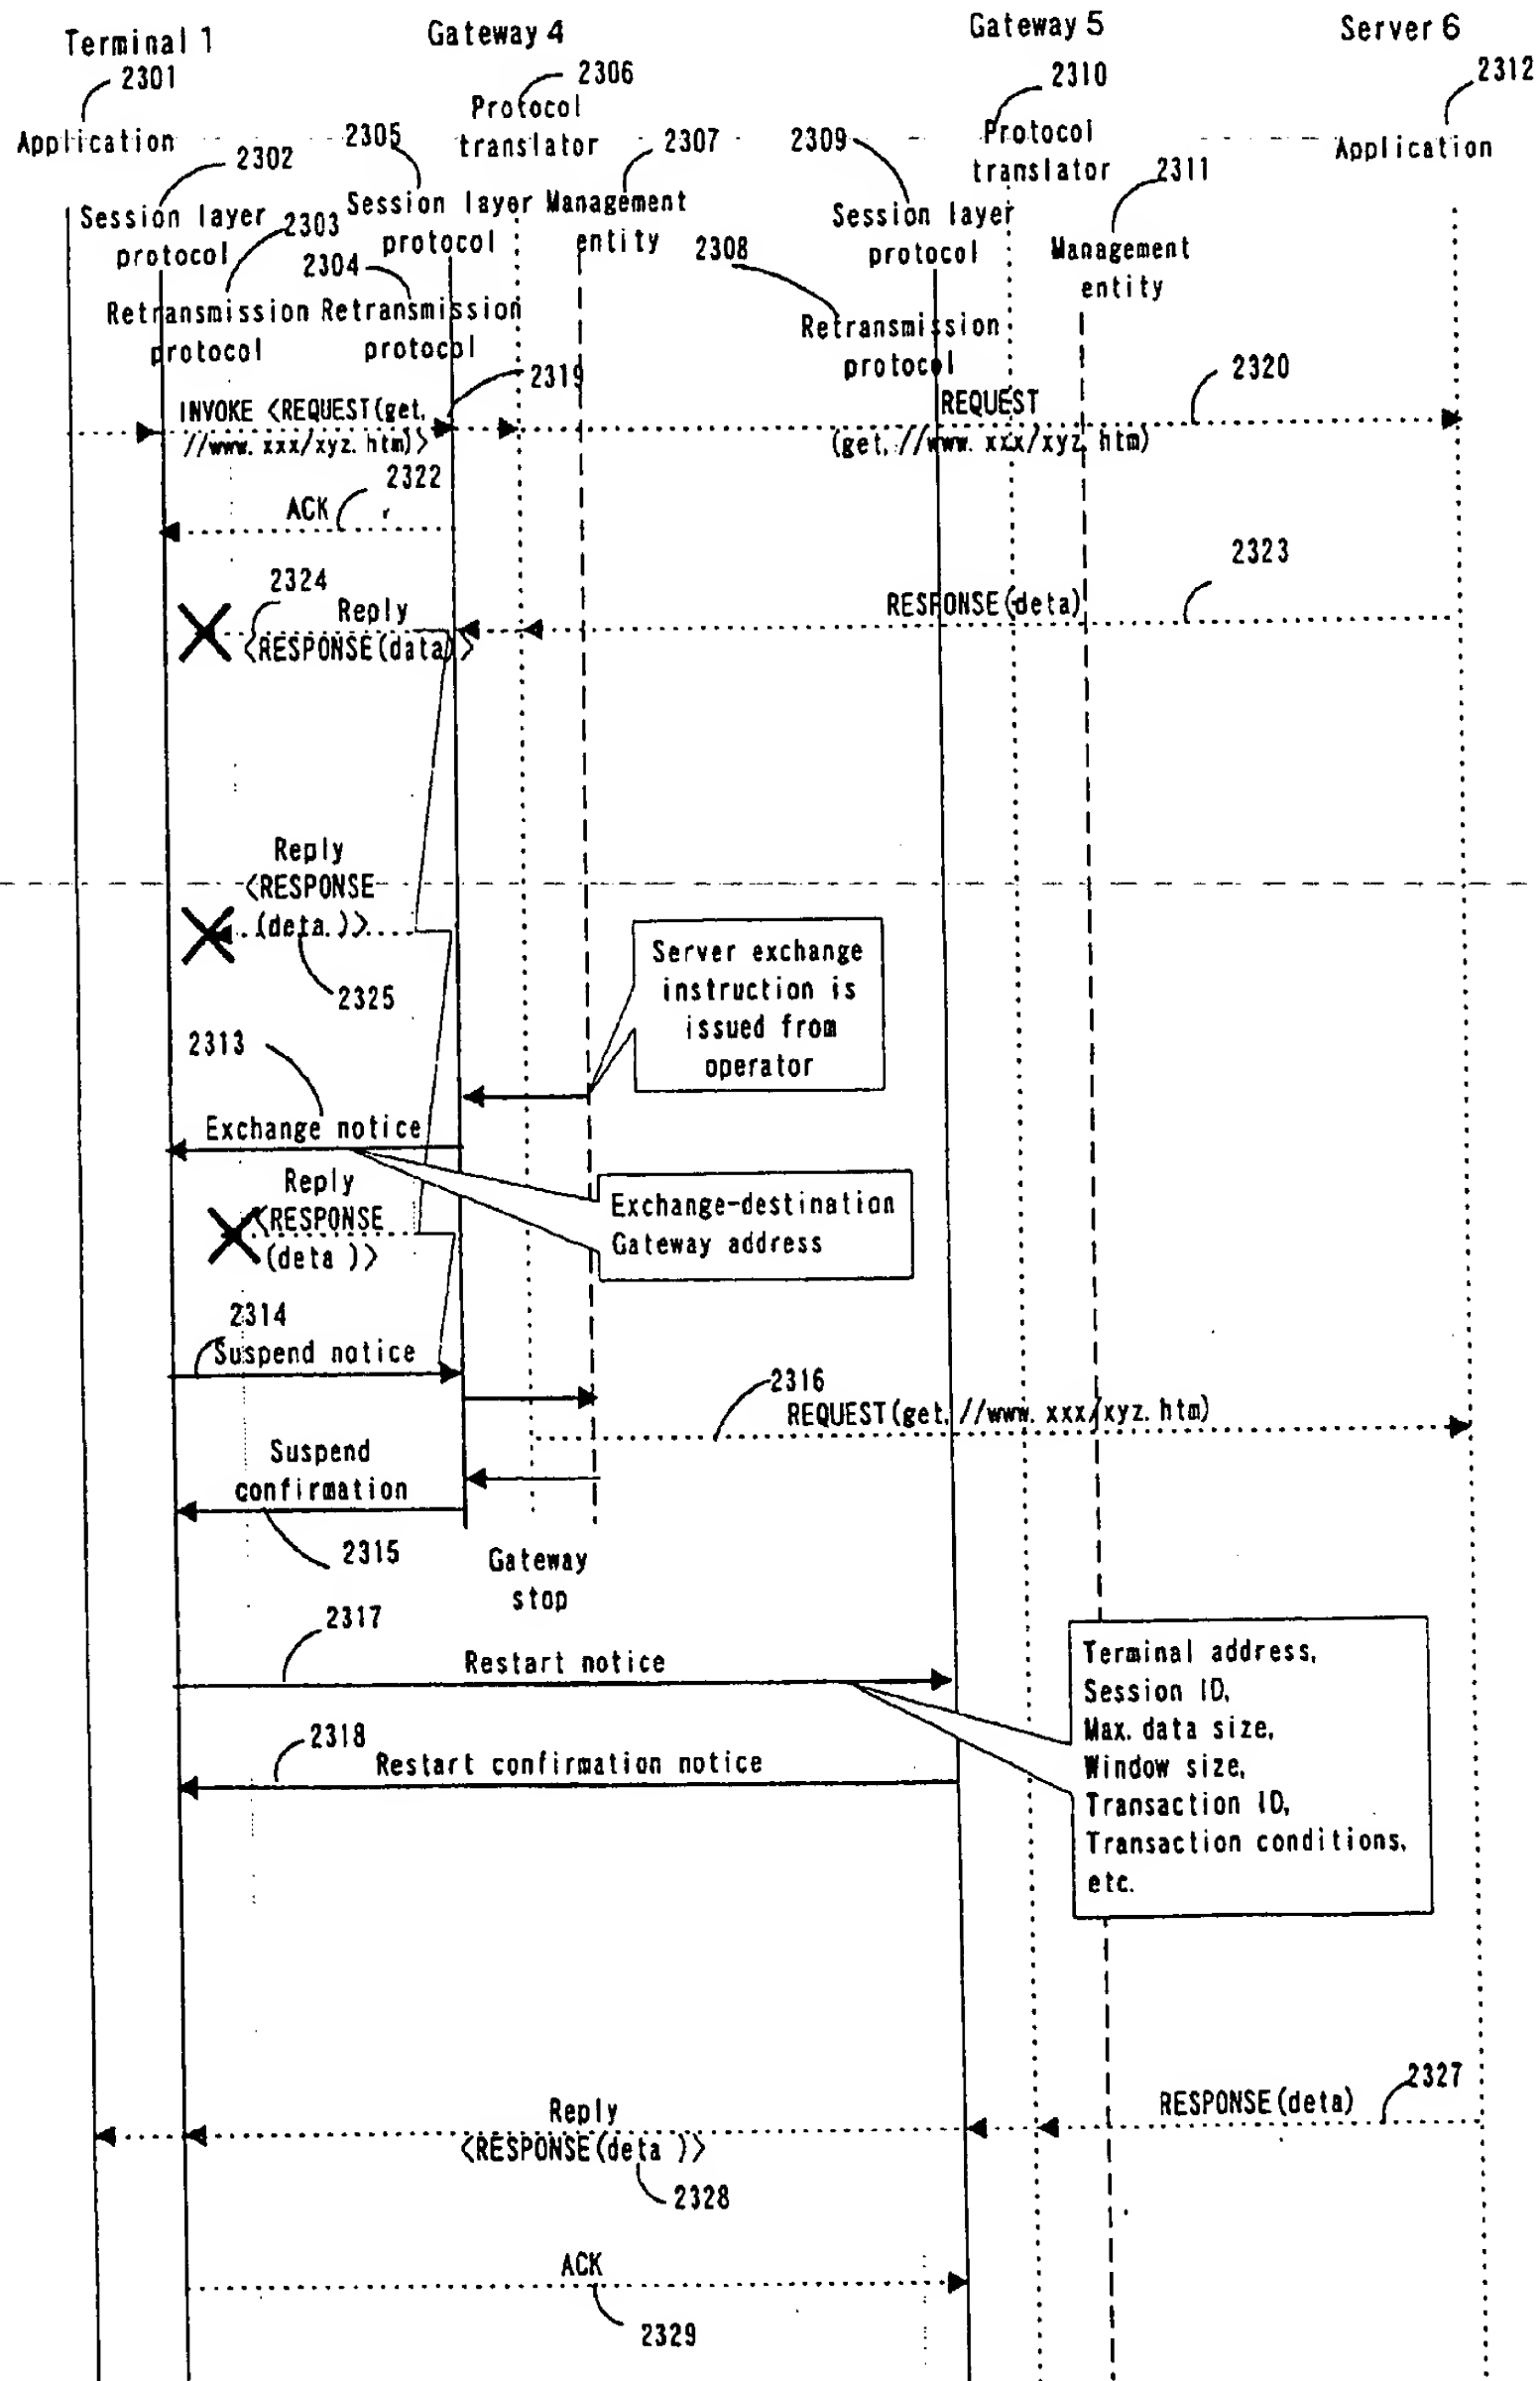 Terminal 1
Gateway 4
Gateway 5
Server 6
2301
2306
2310
2312
Application
2302
2305
Protocol
translator
2307
2309
Protocol
translator
2311
Application
Session layer
protocol
2303
Session layer
protocol
Management
entity
2308
Session layer
protocol
Management
entity
2304
Retransmission
protocol
Retransmission
protocol
Retransmission
protocol
2319
2320
INVOKE <REQUEST(get,
//www.xxx/xyz.htm)>
REQUEST
(get,//www.xxx/xyz.htm)
2322
ACK
2323
2324
Reply
<RESPONSE(data)>
RESPONSE(deta)
Reply
<RESPONSE
(deta.)>
2325
Server exchange
instruction is
issued from
operator
2313
Exchange notice
Reply
<RESPONSE
(deta )>
Exchange-destination
Gateway address
2314
Suspend notice
2316
REQUEST(get,//www.xxx/xyz.htm)
Suspend
confirmation
2315
Gateway
stop
2317
Restart notice
Terminal address,
Session ID,
Max. data size,
Window size,
Transaction ID,
Transaction conditions,
etc.
2318
Restart confirmation notice
2327
RESPONSE(deta)
Reply
<RESPONSE(deta )>
2328
ACK
2329